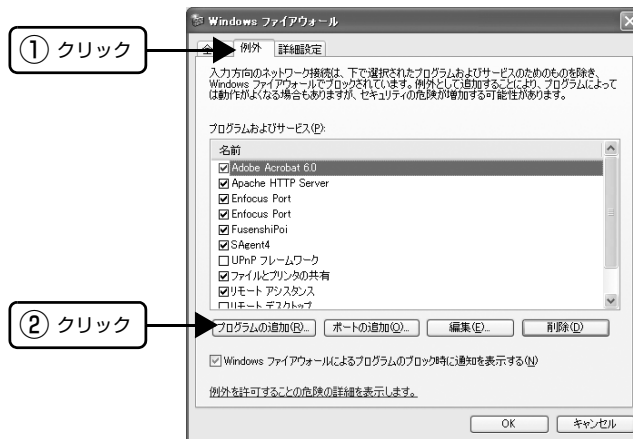 Windows ファイアウォール
① クリック
全
例外
詳細設定
入力方向のネットワーク接続は、下で選択されたプログラムおよびサービスのためのものを除き、
Windows ファイアウォールでブロックされています。例外として追加することにより、プログラムによって
は動作がよくなる場合もありますが、セキュリティの危険が増加する可能性があります。
プログラムおよびサービス(P):
名前
Adobe Acrobat 6.0
Apache HTTP Server
Enfocus Port
Enfocus Port
FusenshiPoi
SAgent4
UPnP フレームワーク
ファイルとプリンタの共有
リモート アシスタンス
リモート デスクトップ
② クリック
プログラムの追加(R)...
ポートの追加(O)...
編集(E)...
削除(D)
Windows ファイアウォールによるプログラムのブロック時に通知を表示する(N)
例外を許可することの危険の詳細を表示します。
OK
キャンセル